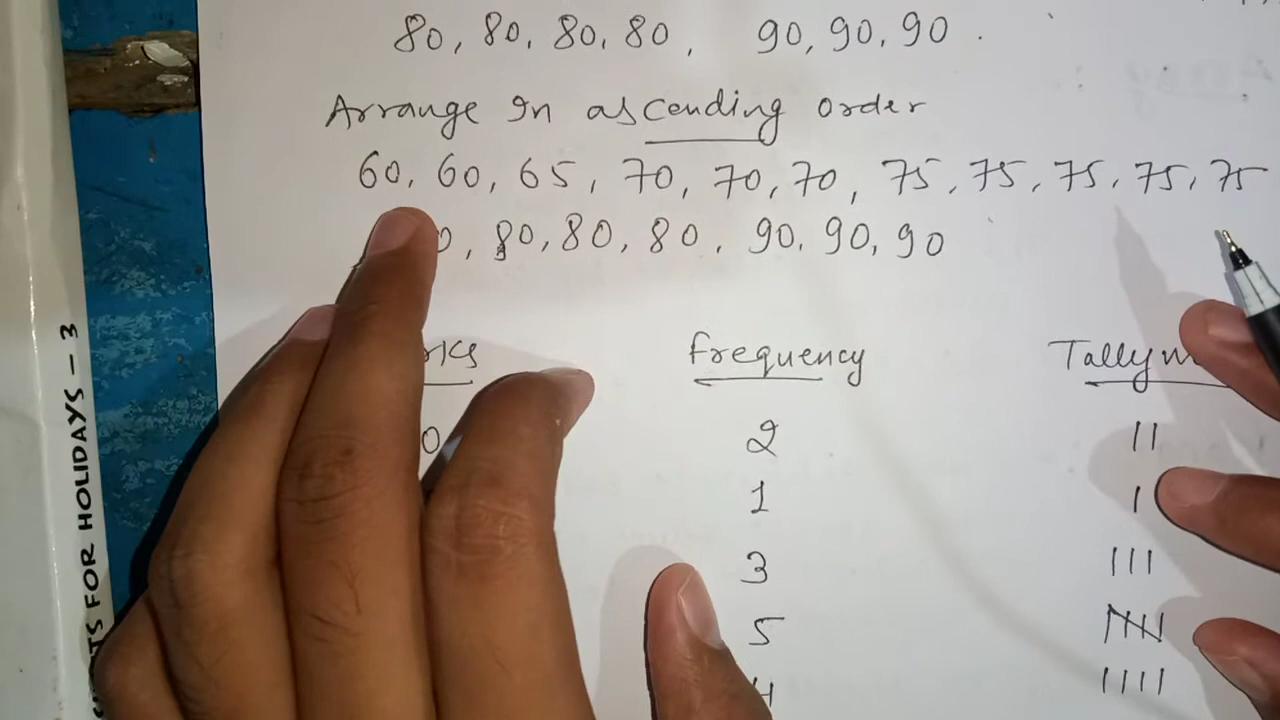 80, 80, 80, 80, 90, 90, 90.
Arrange In ascending order
60, 60, 65, 70, 70, 70, 75, 75, 75, 75, 75
80, 80, 80, 90, 90, 90
Frequency
2 ||
1 |
3 |||
5 ||||
4 ||||
FOR HOLIDAYS - 3